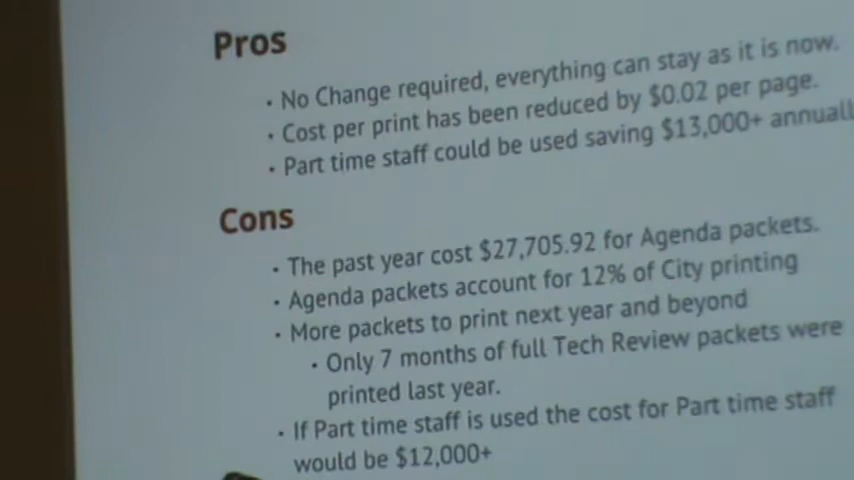 Pros
• No Change required, everything can stay as it is now.
• Cost per print has been reduced by $0.02 per page.
• Part time staff could be used saving $13,000+ annuall
Cons
• The past year cost $27,705.92 for Agenda packets.
• Agenda packets account for 12% of City printing
• More packets to print next year and beyond
• Only 7 months of full Tech Review packets were
printed last year.
• If Part time staff is used the cost for Part time staff
would be $12,000+